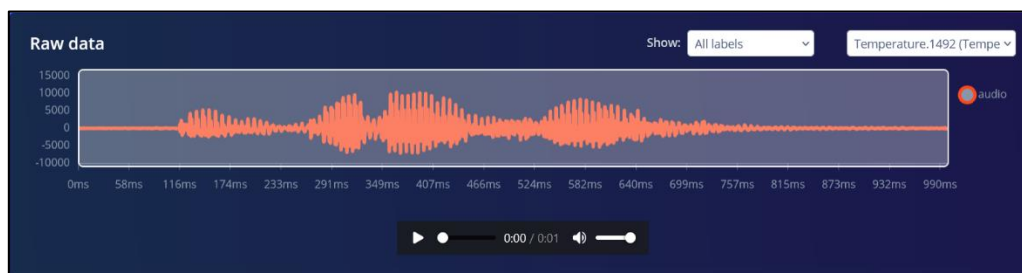 Raw data
Show: All labels Temperature.1492 (Tempe
15000
10000
5000
0
-5000
-10000
audio
0ms 58ms 116ms 174ms 233ms 291ms 349ms 407ms 466ms 524ms 582ms 640ms 699ms 757ms 815ms 873ms 932ms 990ms
0:00 / 0:01